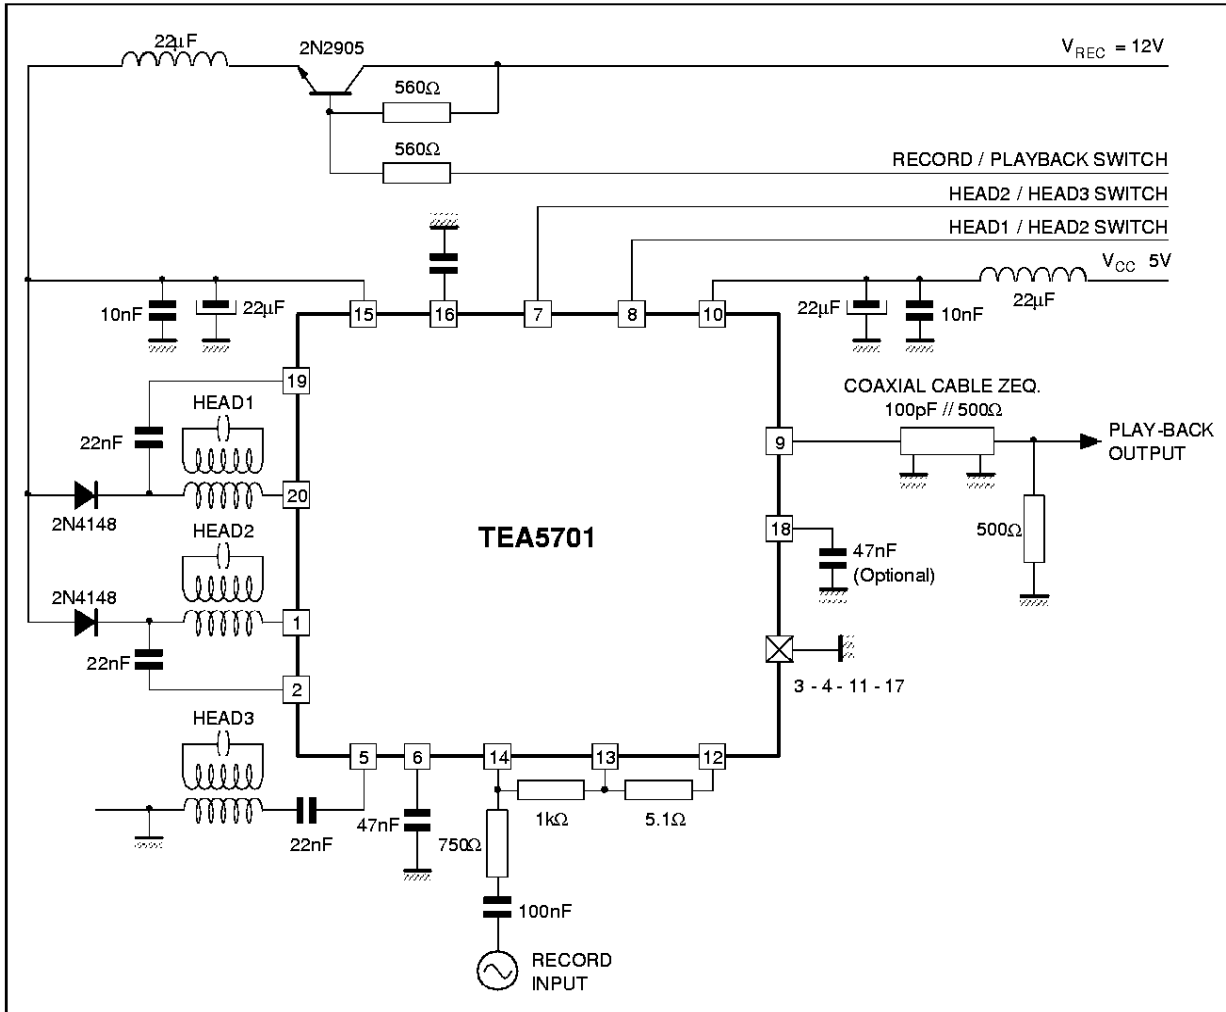 22µF
2N2905
V_REC = 12V
560Ω
560Ω
RECORD / PLAYBACK SWITCH
HEAD2 / HEAD3 SWITCH
HEAD1 / HEAD2 SWITCH
V_CC 5V
10nF
22µF
15
16
7
8
10
22µF
10nF
22µF
19
HEAD1
22nF
COAXIAL CABLE ZEQ.
100pF // 500Ω
9
PLAY-BACK
OUTPUT
2N4148
20
HEAD2
TEA5701
18
47nF
(Optional)
500Ω
2N4148
1
22nF
2
3 - 4 - 11 - 17
HEAD3
5
6
14
13
12
22nF
47nF
750Ω
1kΩ
5.1Ω
100nF
RECORD
INPUT